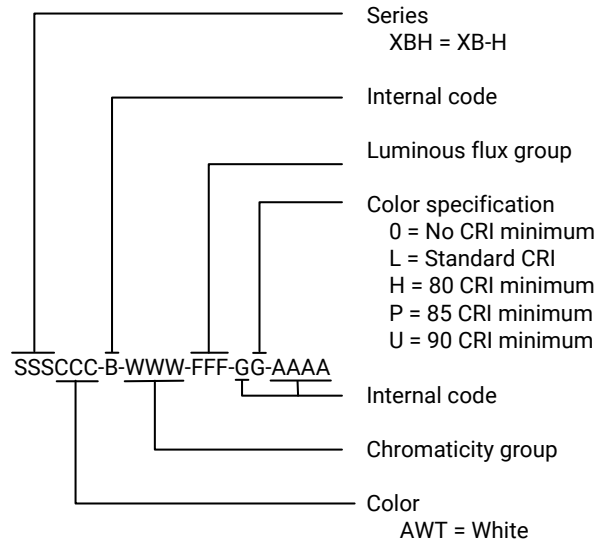 Series
XBH = XB-H
Internal code
Luminous flux group
Color specification
0 = No CRI minimum
L = Standard CRI
H = 80 CRI minimum
P = 85 CRI minimum
U = 90 CRI minimum
SSSCCC-B-WWW-FFF-GG-AAAA
Internal code
Chromaticity group
Color
AWT = White